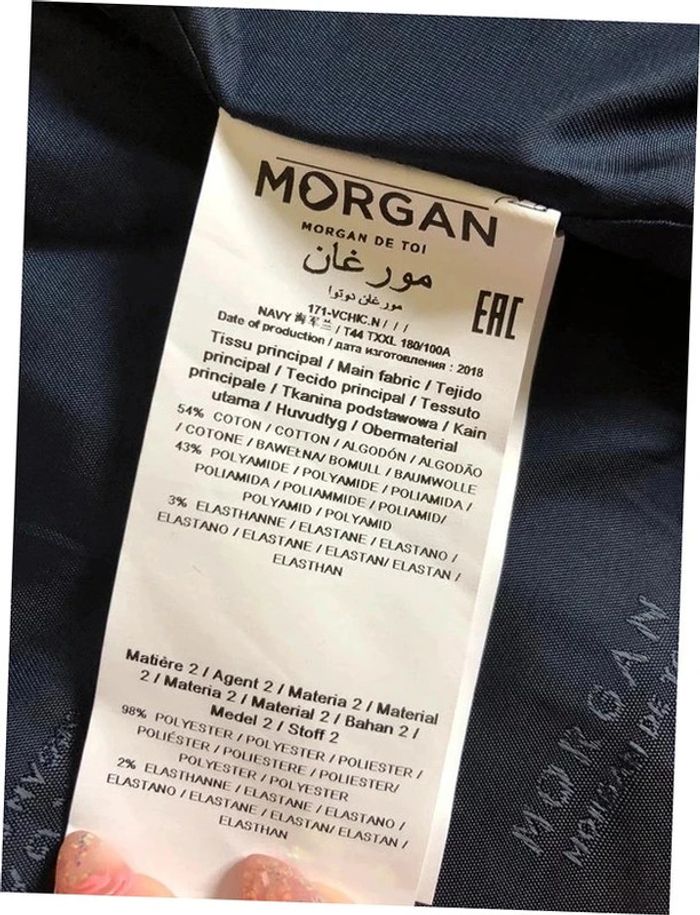 MORGAN
MORGAN DE TOI
مورغان
مورغان دوتوا
EAC
171-VCHIC.N / / /
NAVY 海军兰 / T44 TXXL 180/100A
Date of production / дата изготовления : 2018
Tissu principal / Main fabric / Tejido
principal / Tecido principal / Tessuto
principale / Tkanina podstawowa / Kain
utama / Huvudtyg / Obermaterial
54% COTON / COTTON / ALGODÓN / ALGODÃO
/ COTONE / BAWEŁNA/ BOMULL / BAUMWOLLE
43% POLYAMIDE / POLYAMIDE / POLIAMIDA /
POLIAMIDA / POLIAMMIDE / POLIAMID/
POLYAMID / POLYAMID
3% ELASTHANNE / ELASTANE / ELASTANO /
ELASTANO / ELASTANE / ELASTAN/ ELASTAN /
ELASTHAN
Matière 2 / Agent 2 / Materia 2 / Material
2 / Materia 2 / Material 2 / Bahan 2 /
Medel 2 / Stoff 2
98% POLYESTER / POLYESTER / POLIESTER /
POLIÉSTER / POLIESTERE / POLIESTER/
POLYESTER / POLYESTER
2% ELASTHANNE / ELASTANE / ELASTANO /
ELASTANO / ELASTANE / ELASTAN/ ELASTAN /
ELASTHAN
MORGAN
MORGAN DE TO